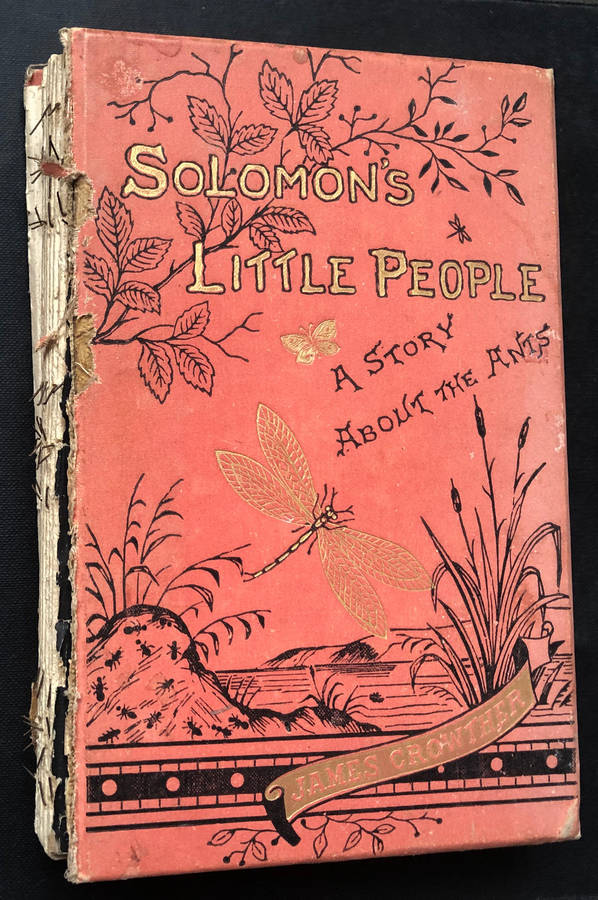 SOLOMON'S
LITTLE PEOPLE
A STORY
ABOUT THE ANTS
JAMES CROWTHER